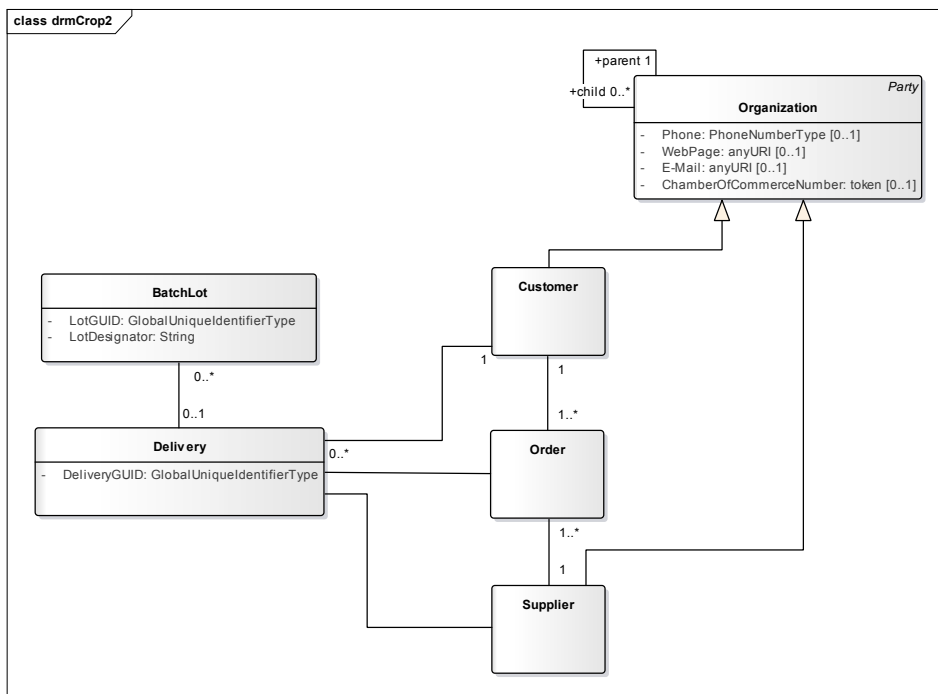 class drmCrop2
+parent 1
+child 0..*
Party
Organization
- Phone: PhoneNumberType [0..1]
- WebPage: anyURI [0..1]
- E-Mail: anyURI [0..1]
- ChamberOfCommerceNumber: token [0..1]
BatchLot
- LotGUID: GlobalUniqueIdentifierType
- LotDesignator: String
Customer
1
1
0..*
0..1
1..*
Delivery
- DeliveryGUID: GlobalUniqueIdentifierType
0..*
Order
1..*
1
Supplier